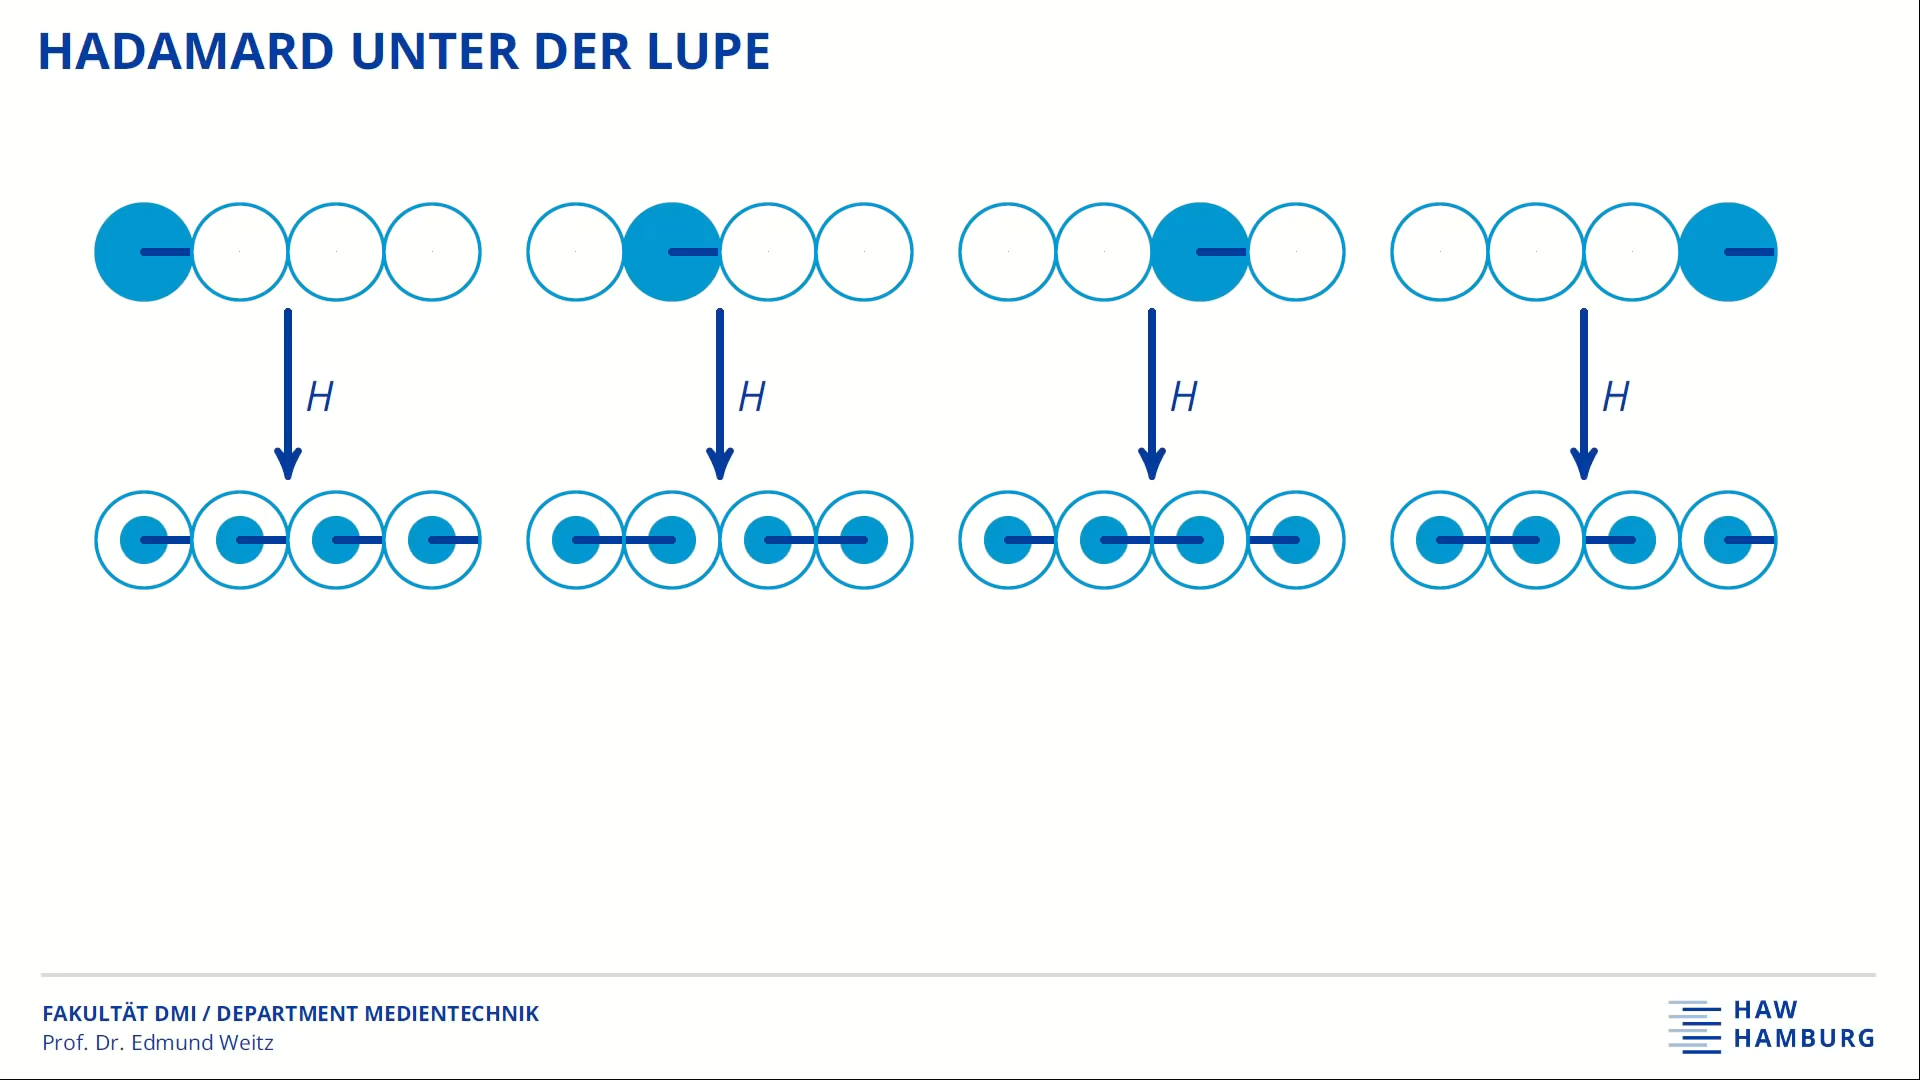 HADAMARD UNTER DER LUPE
H
H
H
H
FAKULTÄT DMI / DEPARTMENT MEDIENTECHNIK
Prof. Dr. Edmund Weitz
HAW
HAMBURG